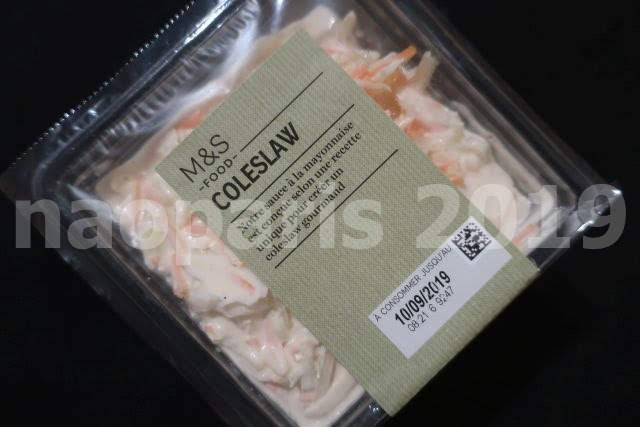 M&S
-FOOD-
COLESLAW
Notre sauce à la mayonnaise
est conçue selon une recette
unique pour créer un
coleslaw gourmand
A CONSOMMER JUSQU'AU
10/09/2019
08 21 6 9247
naoparis 2019